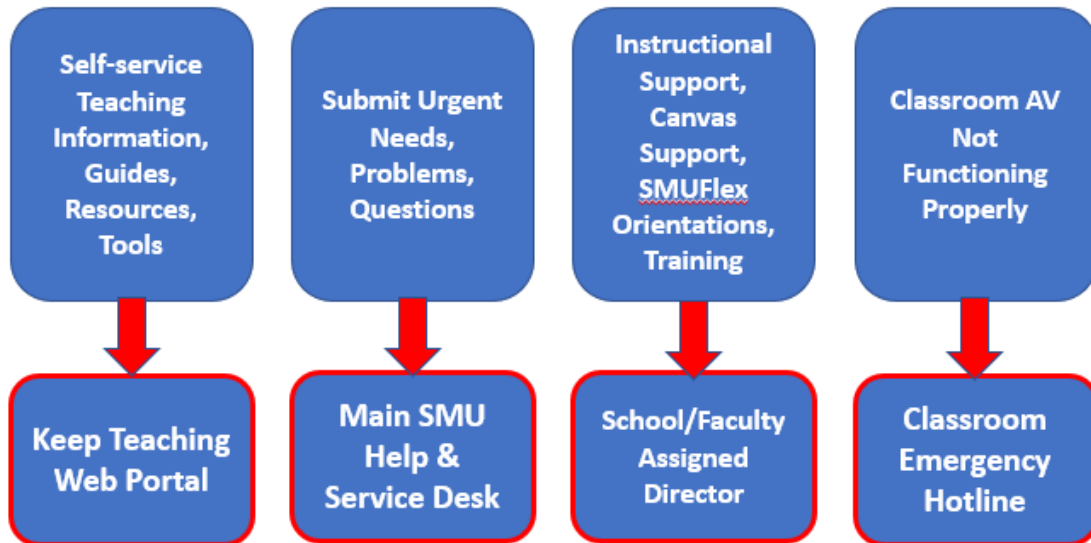 Self-service
Teaching
Information,
Guides,
Resources,
Tools
Submit Urgent
Needs,
Problems,
Questions
Instructional
Support,
Canvas
Support,
SMUFlex
Orientations,
Training
Classroom AV
Not
Functioning
Properly
Keep Teaching
Web Portal
Main SMU
Help &
Service Desk
School/Faculty
Assigned
Director
Classroom
Emergency
Hotline